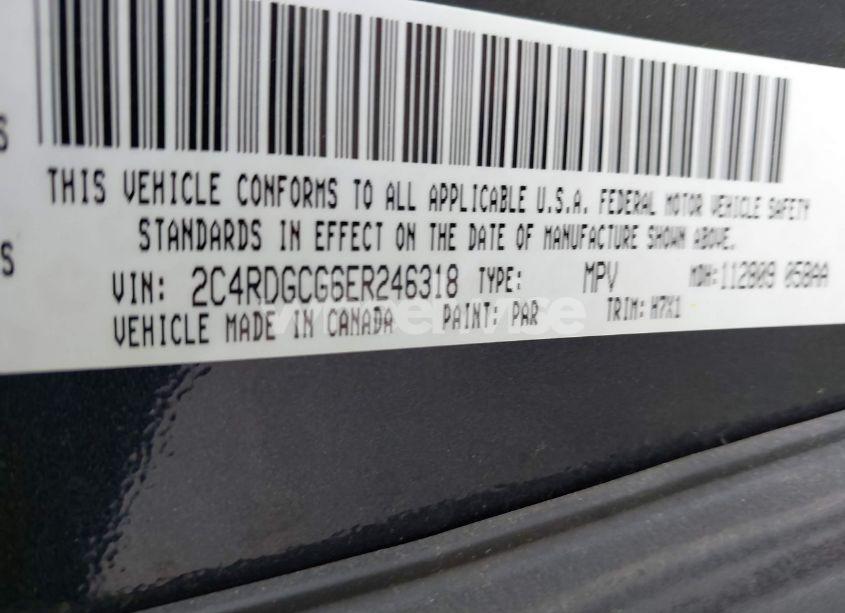 S
THIS VEHICLE CONFORMS TO ALL APPLICABLE U.S.A. FEDERAL MOTOR VEHICLE SAFETY
STANDARDS IN EFFECT ON THE DATE OF MANUFACTURE SHOWN ABOVE.
S
VIN: 2C4RDGCG6ER246318 TYPE: MPV MDH: 112809 058AA
VEHICLE MADE IN CANADA PAINT: PAR TRIM: H7X1